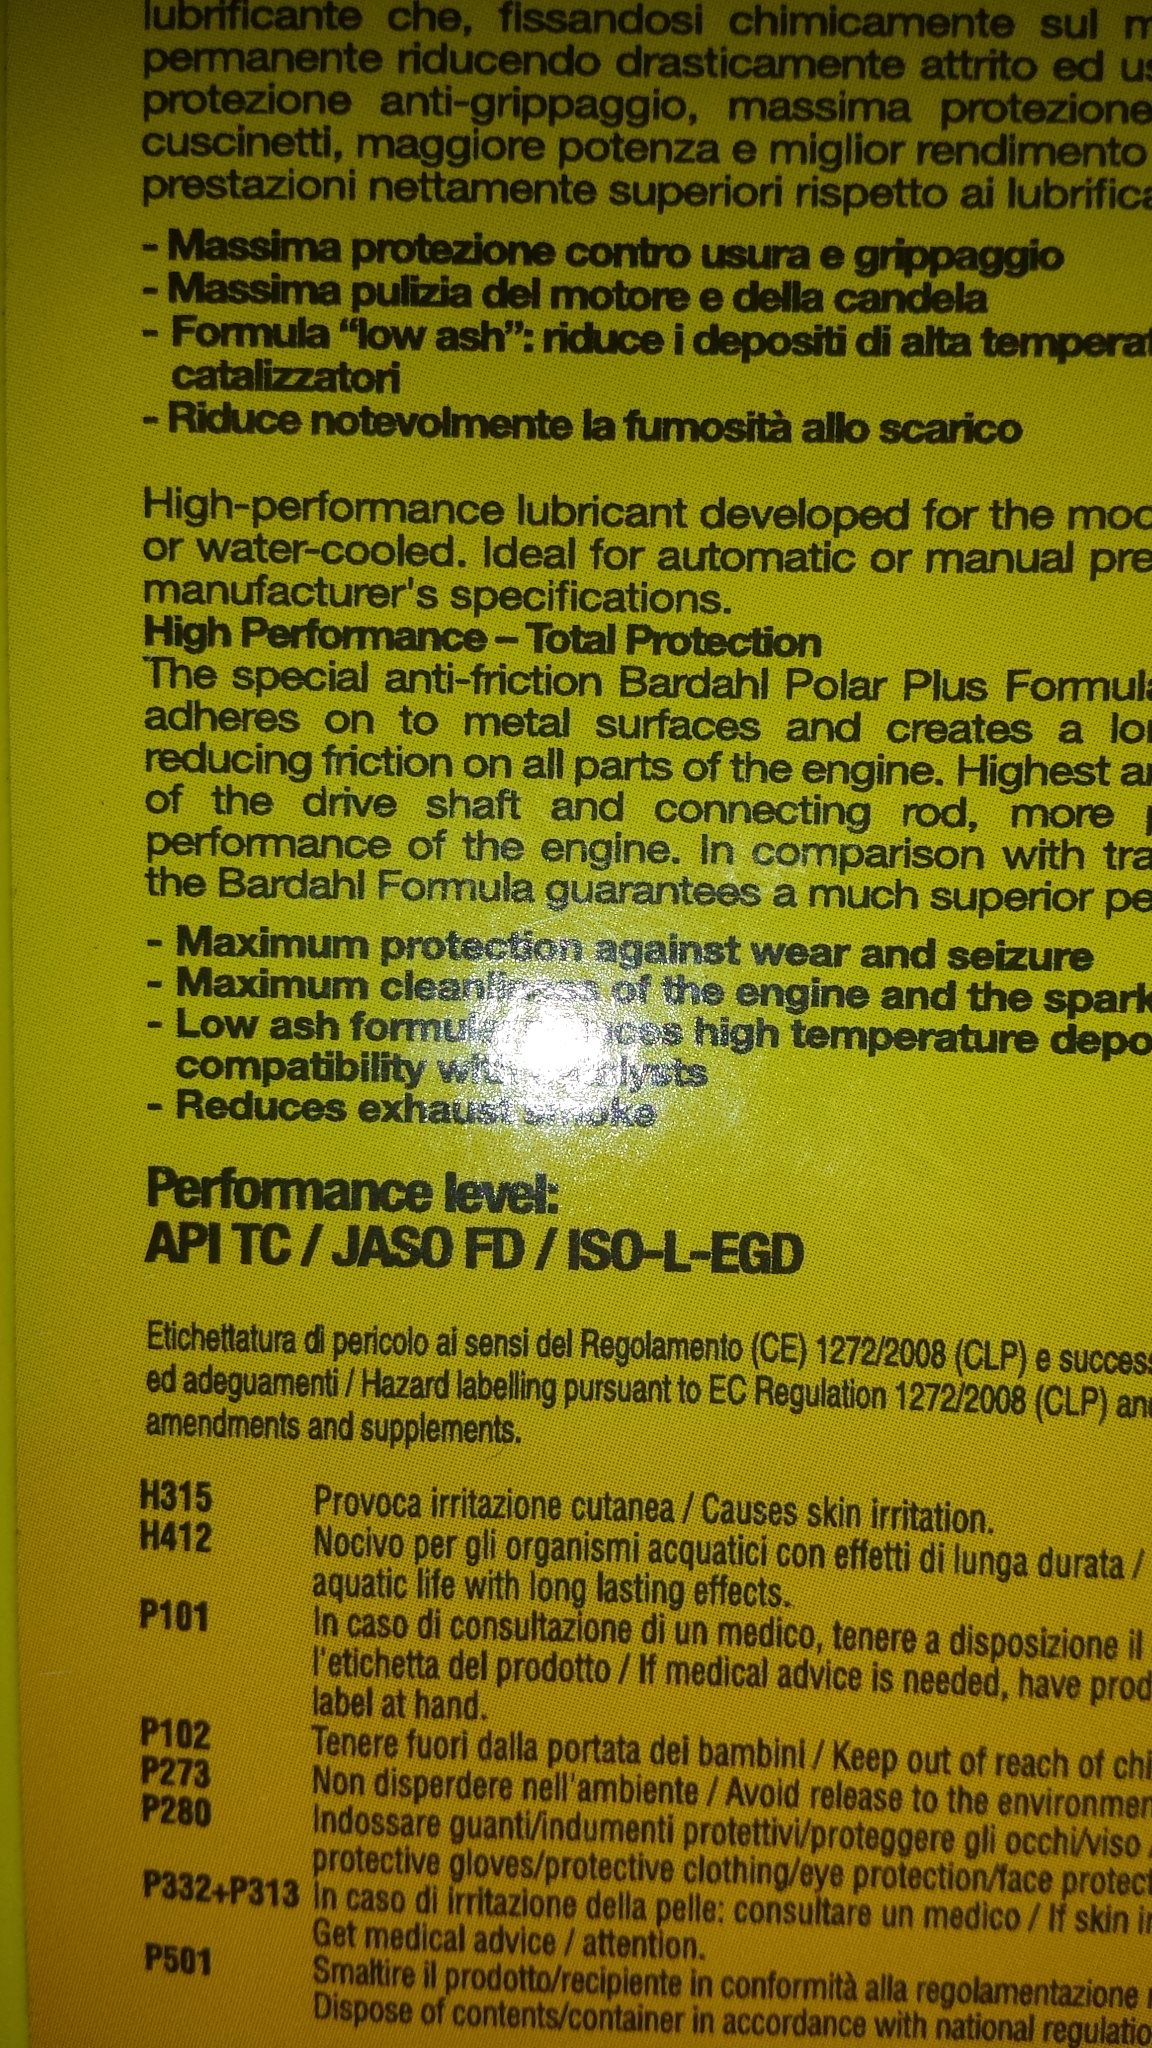 lubrificante che, fissandosi chimicamente sul
permanente riducendo drasticamente attrito ed
protezione anti-grippaggio, massima protezione
cuscinetti, maggiore potenza e miglior rendimento
prestazioni nettamente superiori rispetto ai
- Massima protezione contro usura e grippaggio
- Massima pulizia del motore e della candela
- Formula “low ash”: riduce i depositi di alta
catalizzatori
- Riduce notevolmente la fumosità allo scarico
High-performance lubricant developed for the
or water-cooled. Ideal for automatic or manual
manufacturer's specifications.
High Performance – Total Protection
The special anti-friction Bardahl Polar Plus Formula
adheres on to metal surfaces and creates a
reducing friction on all parts of the engine. Highest
of the drive shaft and connecting rod, more
performance of the engine. In comparison with
the Bardahl Formula guarantees a much superior
- Maximum protection against wear and seizure
- Maximum cleanliness of the engine and the spark
- Low ash formula reduces high temperature
compatibility with catalysts
- Reduces exhaust smoke
Performance level:
API TC / JASO FD / ISO-L-EGD
Etichettatura di pericolo ai sensi del Regolamento (CE) 1272/2008 (CLP) e
ed adeguamenti / Hazard labelling pursuant to EC Regulation 1272/2008 (CLP) and
amendments and supplements.
H315 Provoca irritazione cutanea / Causes skin irritation.
H412 Nocivo per gli organismi acquatici con effetti di lunga durata /
aquatic life with long lasting effects.
P101 In caso di consultazione di un medico, tenere a disposizione il
l'etichetta del prodotto / If medical advice is needed, have
label at hand.
P102 Tenere fuori dalla portata dei bambini / Keep out of reach of
P273 Non disperdere nell'ambiente / Avoid release to the
P280 Indossare guanti/indumenti protettivi/proteggere gli occhi/viso
protective gloves/protective clothing/eye protection/face
P332+P313 In caso di irritazione della pelle: consultare un medico / If skin
Get medical advice / attention.
P501 Smaltire il prodotto/recipiente in conformità alla regolamentazione
Dispose of contents/container in accordance with national